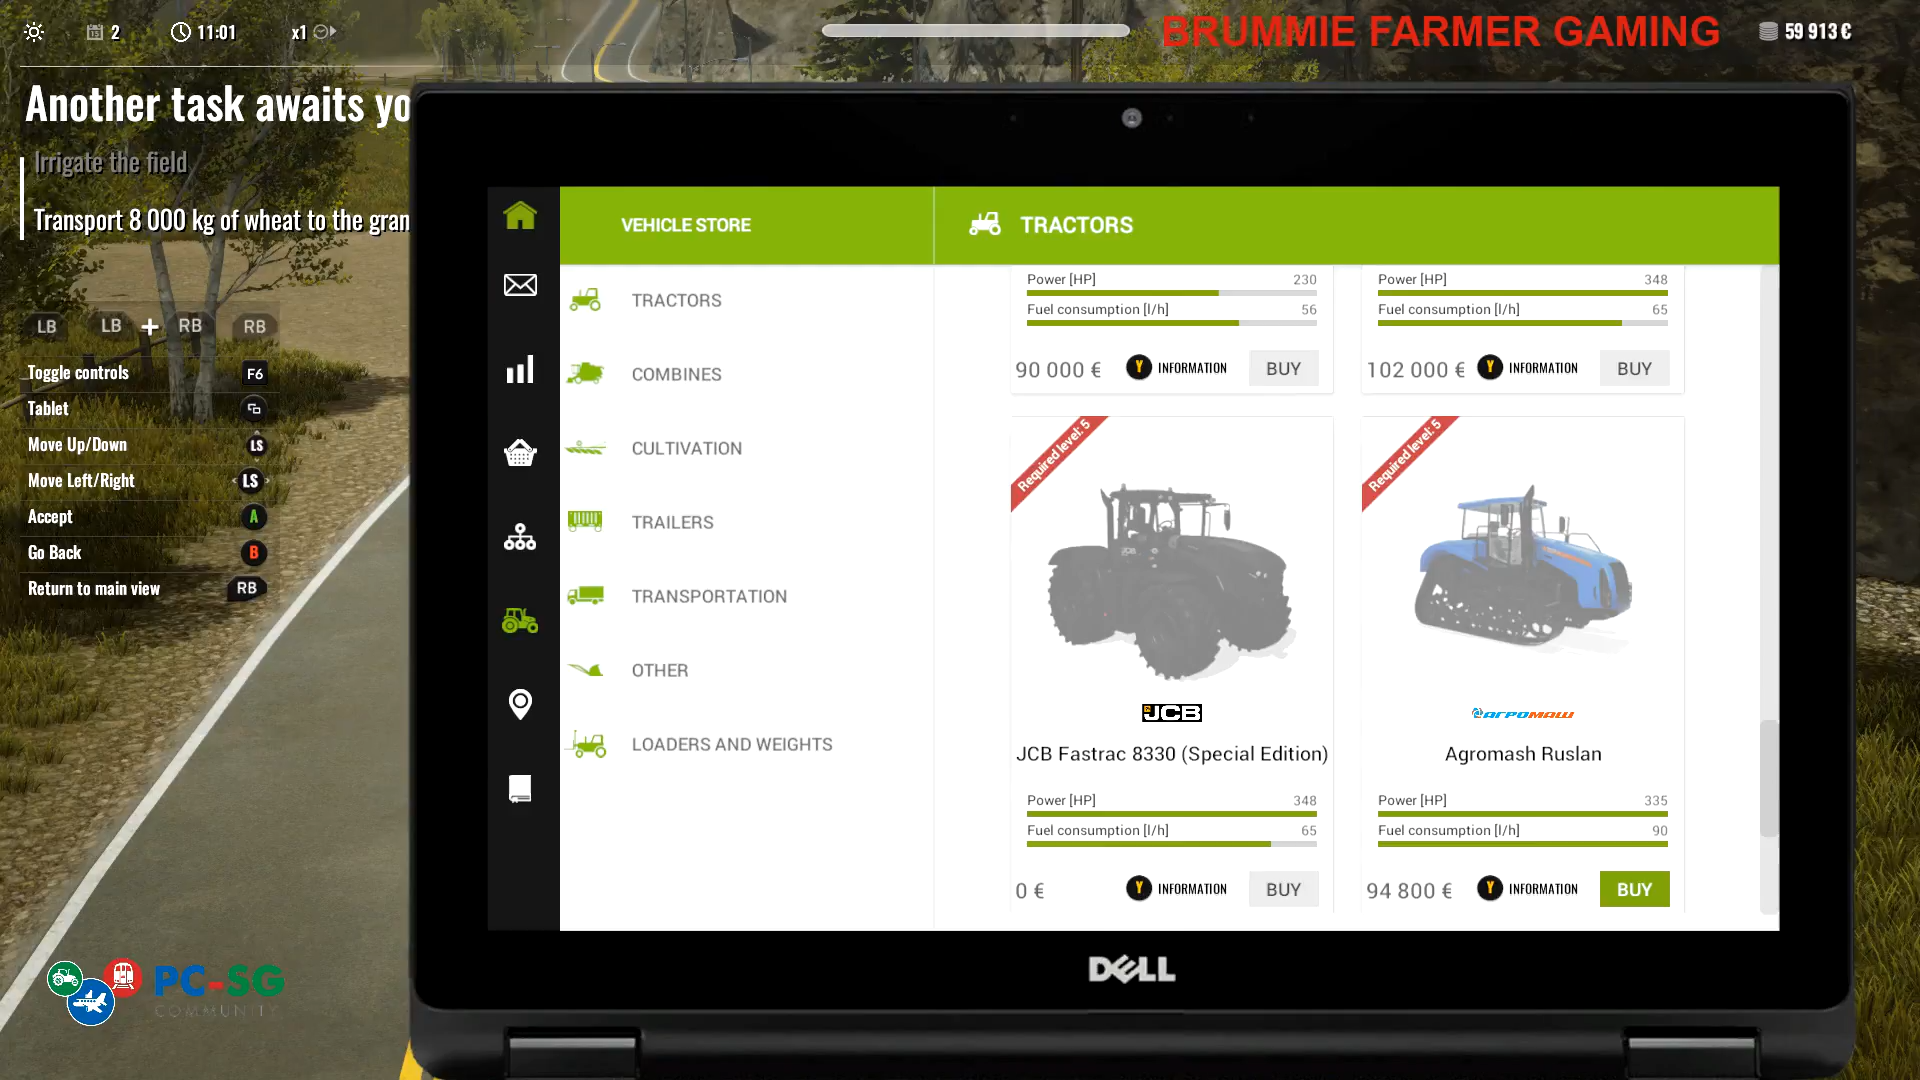 2
11:01
x1
BRUMMIE FARMER GAMING
59 913 €
Another task awaits yo
Irrigate the field
Transport 8 000 kg of wheat to the gran
LB
LB + RB
RB
Toggle controls F6
Tablet
Move Up/Down LS
Move Left/Right LS
Accept A
Go Back B
Return to main view RB
VEHICLE STORE
TRACTORS
COMBINES
CULTIVATION
TRAILERS
TRANSPORTATION
OTHER
LOADERS AND WEIGHTS
TRACTORS
Power [HP] 230
Fuel consumption [l/h] 56
90 000 € Y INFORMATION BUY
Power [HP] 348
Fuel consumption [l/h] 65
102 000 € Y INFORMATION BUY
Required level: 5
JCB
JCB Fastrac 8330 (Special Edition)
Power [HP] 348
Fuel consumption [l/h] 65
0 € Y INFORMATION BUY
Required level: 5
АГРОМАШ
Agromash Ruslan
Power [HP] 335
Fuel consumption [l/h] 90
94 800 € Y INFORMATION BUY
DELL
PC-SG
COMMUNITY